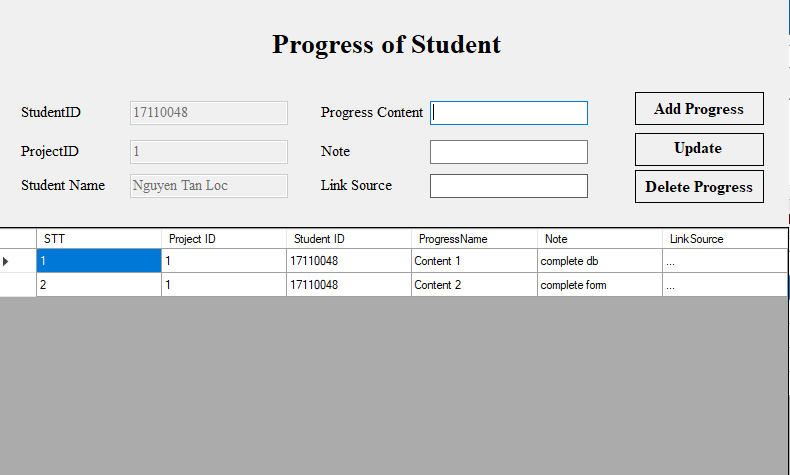 Progress of Student
StudentID 17110048 Progress Content Add Progress
ProjectID 1 Note Update
Student Name Nguyen Tan Loc Link Source Delete Progress
STT Project ID Student ID ProgressName Note LinkSource
1 1 17110048 Content 1 complete db ...
2 1 17110048 Content 2 complete form ...